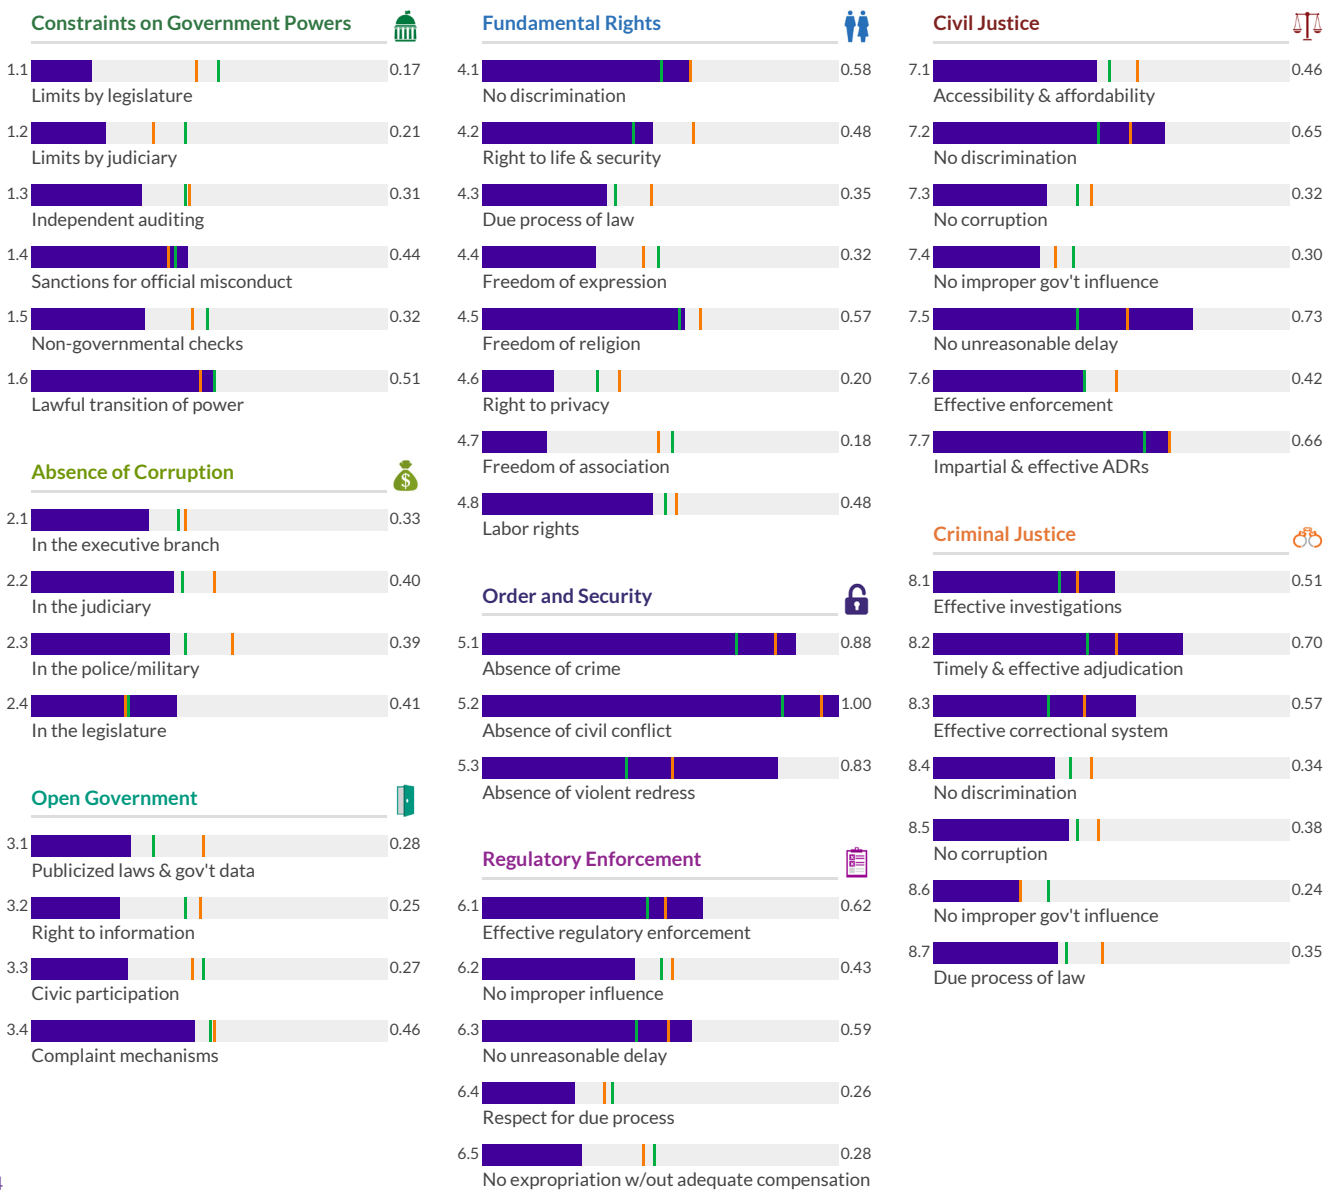 Constraints on Government Powers
1.1 0.17
Limits by legislature
1.2 0.21
Limits by judiciary
1.3 0.31
Independent auditing
1.4 0.44
Sanctions for official misconduct
1.5 0.32
Non-governmental checks
1.6 0.51
Lawful transition of power
Absence of Corruption
$
2.1 0.33
In the executive branch
2.2 0.40
In the judiciary
2.3 0.39
In the police/military
2.4 0.41
In the legislature
Open Government
3.1 0.28
Publicized laws & gov't data
3.2 0.25
Right to information
3.3 0.27
Civic participation
3.4 0.46
Complaint mechanisms
Fundamental Rights
4.1 0.58
No discrimination
4.2 0.48
Right to life & security
4.3 0.35
Due process of law
4.4 0.32
Freedom of expression
4.5 0.57
Freedom of religion
4.6 0.20
Right to privacy
4.7 0.18
Freedom of association
4.8 0.48
Labor rights
Order and Security
5.1 0.88
Absence of crime
5.2 1.00
Absence of civil conflict
5.3 0.83
Absence of violent redress
Regulatory Enforcement
6.1 0.62
Effective regulatory enforcement
6.2 0.43
No improper influence
6.3 0.59
No unreasonable delay
6.4 0.26
Respect for due process
6.5 0.28
No expropriation w/out adequate compensation
Civil Justice
7.1 0.46
Accessibility & affordability
7.2 0.65
No discrimination
7.3 0.32
No corruption
7.4 0.30
No improper gov't influence
7.5 0.73
No unreasonable delay
7.6 0.42
Effective enforcement
7.7 0.66
Impartial & effective ADRs
Criminal Justice
8.1 0.51
Effective investigations
8.2 0.70
Timely & effective adjudication
8.3 0.57
Effective correctional system
8.4 0.34
No discrimination
8.5 0.38
No corruption
8.6 0.24
No improper gov't influence
8.7 0.35
Due process of law